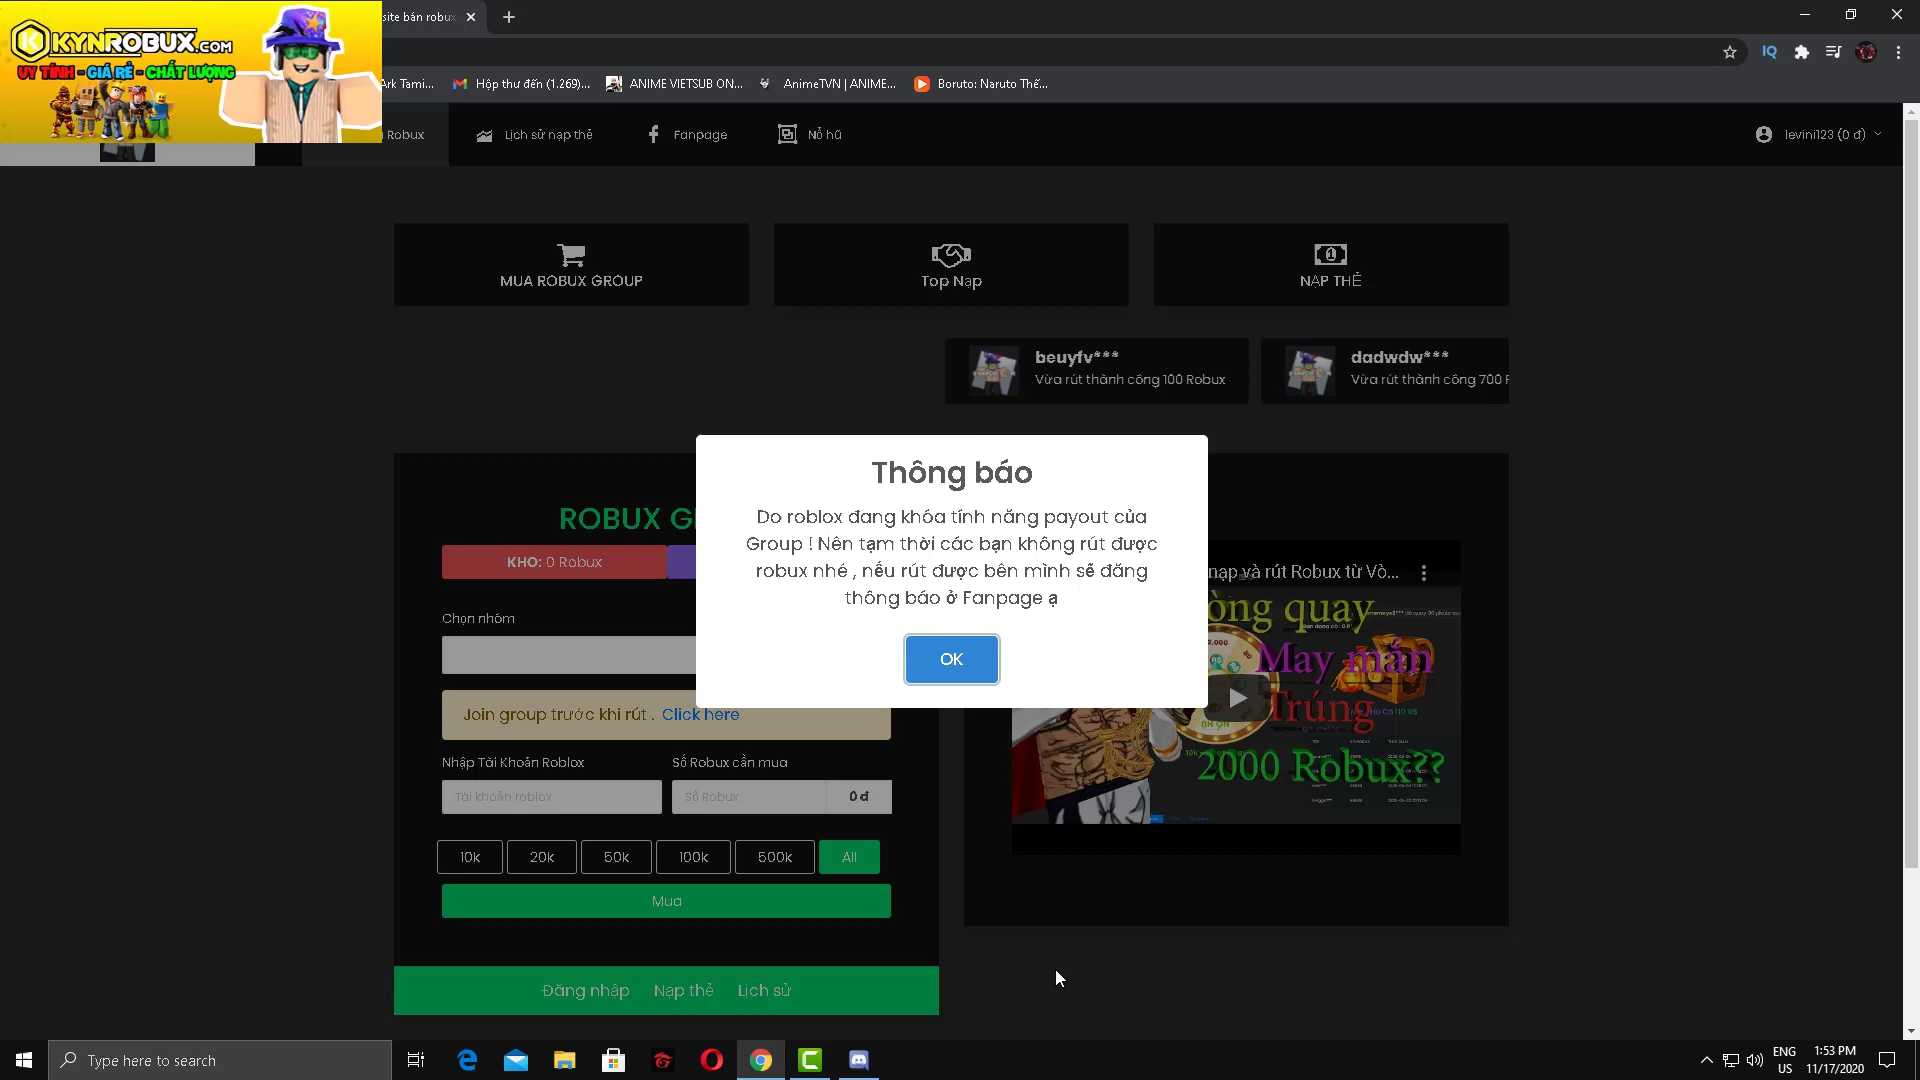 KYNROBUX.COM
UY TÍNH - GIÁ RẺ - CHẤT LƯỢNG
site bán robux
Ark Tami...
Hộp thư đến (1.269)...
ANIME VIETSUB ON...
AnimeTVN | ANIME...
Boruto: Naruto Thế...
IQ
Robux
Lịch sử nạp thẻ
Fanpage
Nổ hũ
levini123 (0 đ)
MUA ROBUX GROUP
Top Nạp
NẠP THẺ
beuyfv***
Vừa rút thành công 100 Robux
dadwdw***
Vừa rút thành công 700
Thông báo
Do roblox đang khóa tính năng payout của
Group ! Nên tạm thời các bạn không rút được
robux nhé , nếu rút được bên mình sẽ đăng
thông báo ở Fanpage ạ
OK
ROBUX G
KHO: 0 Robux
Chọn nhóm
Join group trước khi rút . Click here
Nhập Tài Khoản Roblox
Số Robux cần mua
Tài khoản roblox
Số Robux
0 đ
10k
20k
50k
100k
500k
All
Mua
Đăng nhập
Nạp thẻ
Lịch sử
nạp và rút Robux từ Vò...
òng quay
May mắn
Trúng
2000 Robux??
Type here to search
ENG
US
1:53 PM
11/17/2020